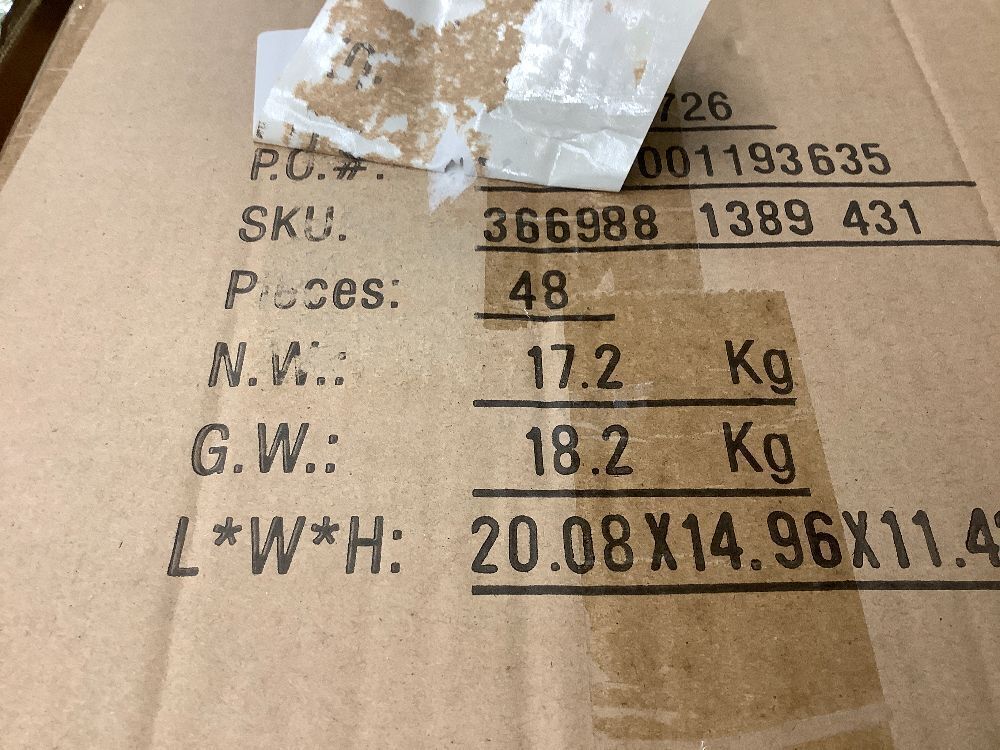 726
P.O.#: 001193635
SKU: 366988 1389 431
Pieces: 48
N.W.: 17.2 Kg
G.W.: 18.2 Kg
L*W*H: 20.08X14.96X11.4